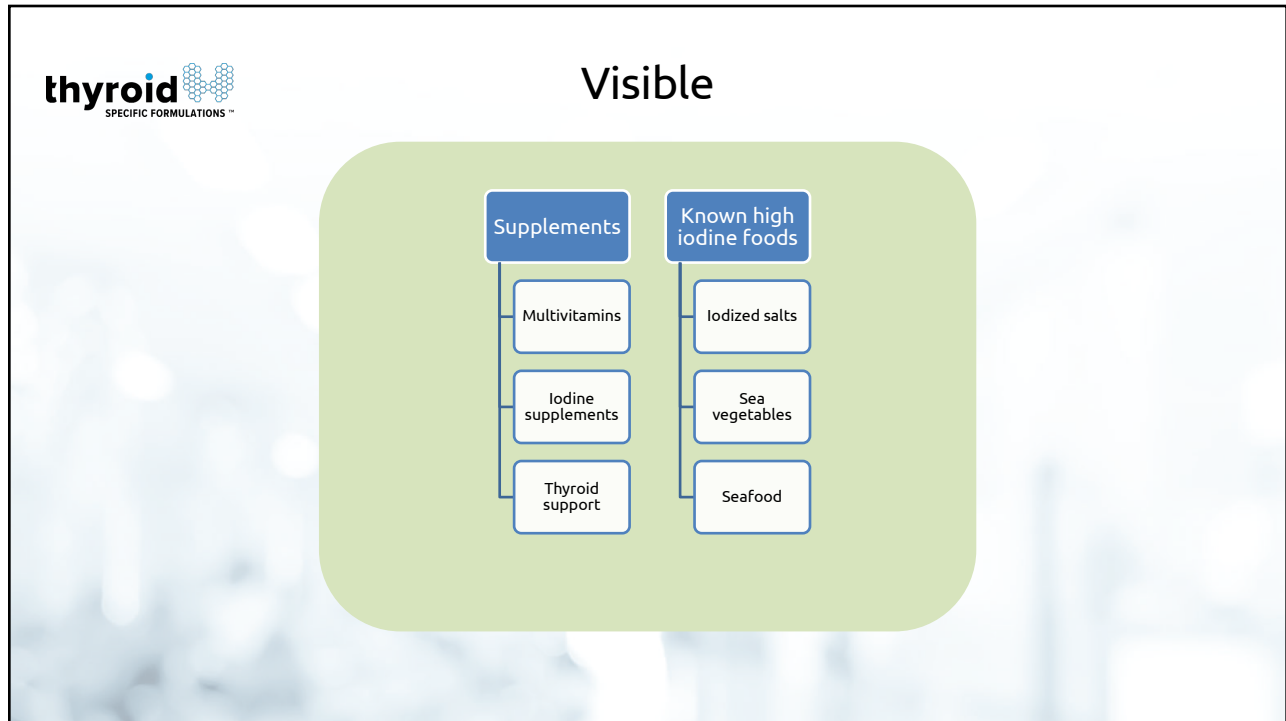 thyroid
SPECIFIC FORMULATIONS ™
Visible
Supplements
Multivitamins
Iodine
supplements
Thyroid
support
Known high
iodine foods
Iodized salts
Sea
vegetables
Seafood